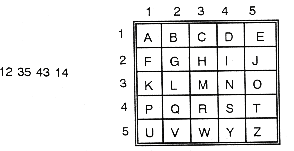 1 2 3 4 5
1 A B C D E
2 F G H I J
12 35 43 14
3 K L M N O
4 P Q R S T
5 U V W Y Z